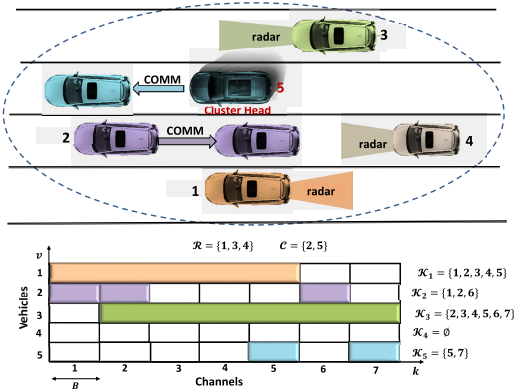 radar
3
COMM
5
Cluster Head
2
COMM
radar
4
1
radar
ℛ = {1, 3, 4} 𝒞 = {2, 5}
v
Vehicles
1
𝒦₁ = {1, 2, 3, 4, 5}
2
𝒦₂ = {1, 2, 6}
3
𝒦₃ = {2, 3, 4, 5, 6, 7}
4
𝒦₄ = ∅
5
𝒦₅ = {5, 7}
1 2 3 4 5 6 7 k
B
Channels